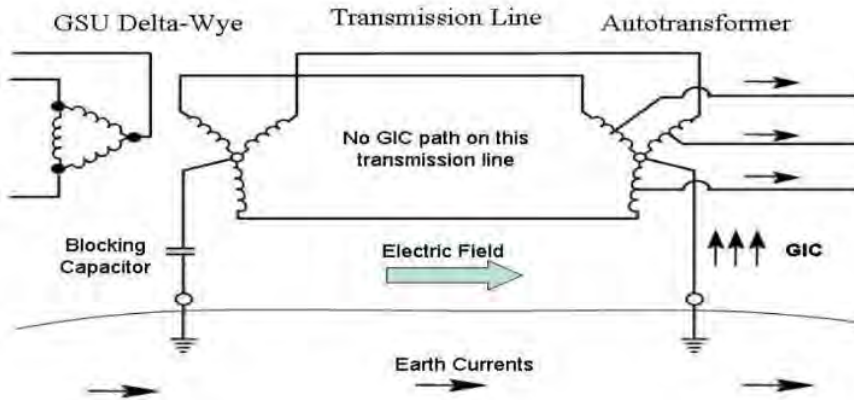 GSU Delta-Wye
Transmission Line
Autotransformer
No GIC path on this
transmission line
Blocking
Capacitor
Electric Field
GIC
Earth Currents